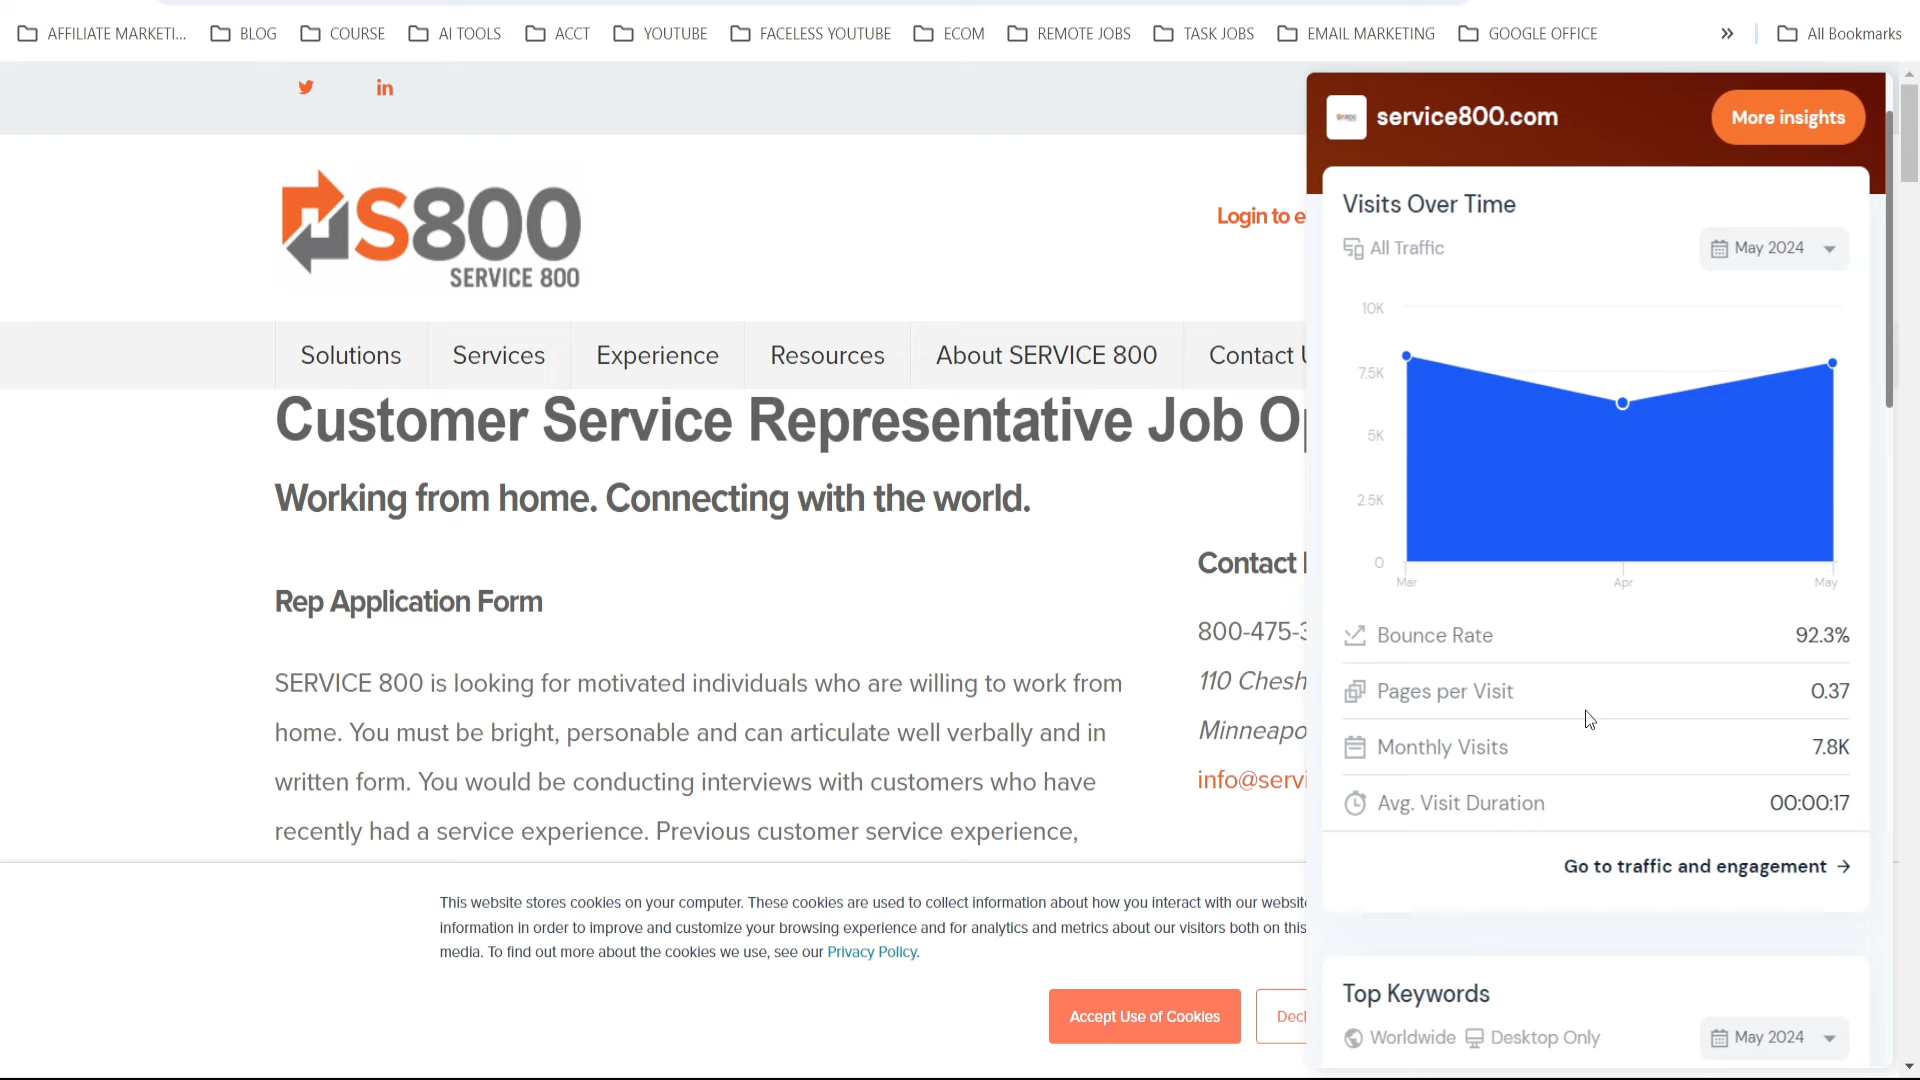 AFFILIATE MARKETI... BLOG COURSE AI TOOLS ACCT YOUTUBE FACELESS YOUTUBE ECOM REMOTE JOBS TASK JOBS EMAIL MARKETING GOOGLE OFFICE » All Bookmarks
in
S800
SERVICE 800
Login to e
Solutions Services Experience Resources About SERVICE 800 Contact U
Customer Service Representative Job Op
Working from home. Connecting with the world.
Rep Application Form
SERVICE 800 is looking for motivated individuals who are willing to work from
home. You must be bright, personable and can articulate well verbally and in
written form. You would be conducting interviews with customers who have
recently had a service experience. Previous customer service experience,
Contact
800-475-3
110 Chesh
Minneapo
info@servi
This website stores cookies on your computer. These cookies are used to collect information about how you interact with our website
information in order to improve and customize your browsing experience and for analytics and metrics about our visitors both on this
media. To find out more about the cookies we use, see our Privacy Policy.
Accept Use of Cookies
Decl
service800.com
More insights
Visits Over Time
All Traffic
May 2024
10K
7.5K
5K
2.5K
0
Mar Apr May
Bounce Rate 92.3%
Pages per Visit 0.37
Monthly Visits 7.8K
Avg. Visit Duration 00:00:17
Go to traffic and engagement →
Top Keywords
Worldwide Desktop Only
May 2024